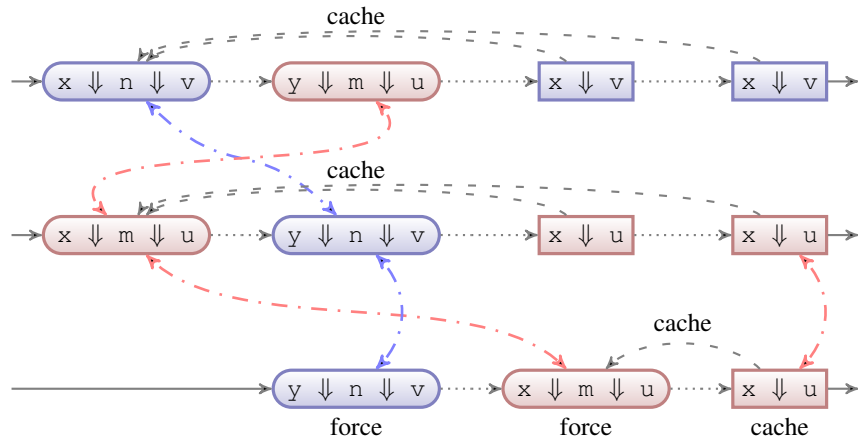 cache
x ⇓ n ⇓ v y ⇓ m ⇓ u x ⇓ v x ⇓ v
cache
x ⇓ m ⇓ u y ⇓ n ⇓ v x ⇓ u x ⇓ u
cache
y ⇓ n ⇓ v x ⇓ m ⇓ u x ⇓ u
force force cache